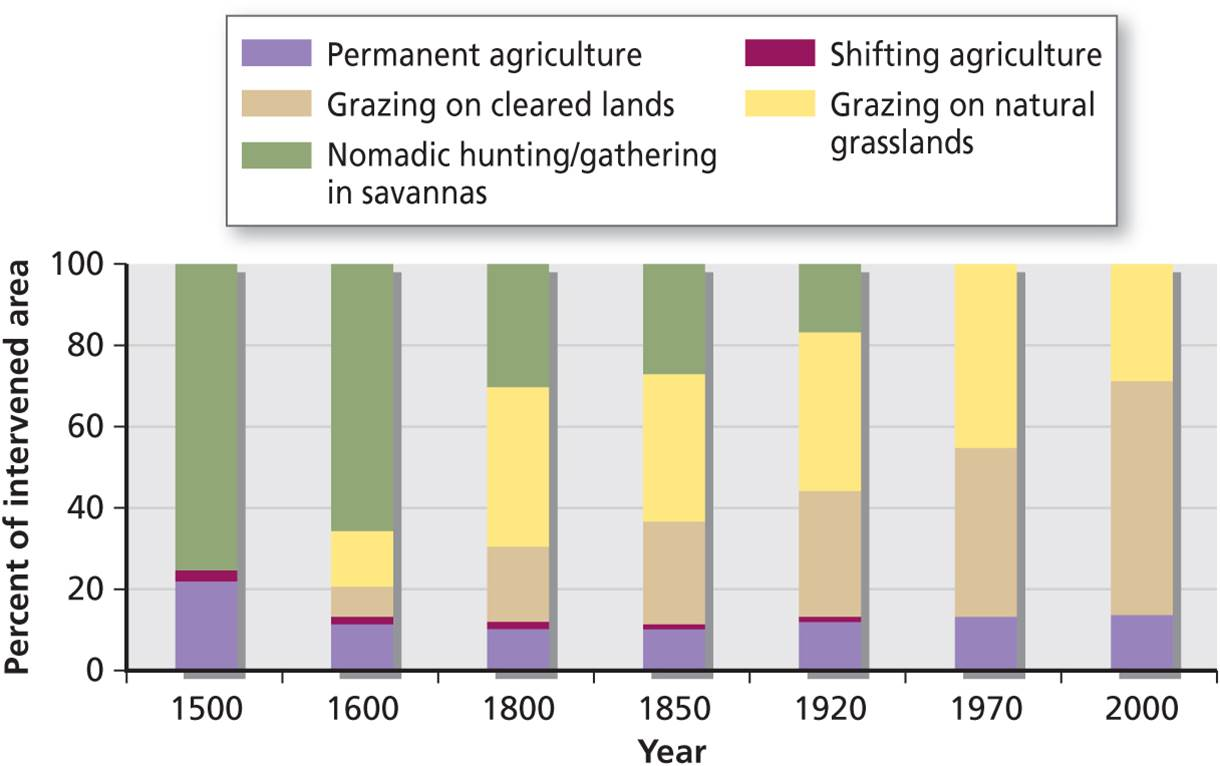 Permanent agriculture
Grazing on cleared lands
Nomadic hunting/gathering
in savannas
Shifting agriculture
Grazing on natural
grasslands
Percent of intervened area
100
80
60
40
20
0
1500 1600 1800 1850 1920 1970 2000
Year